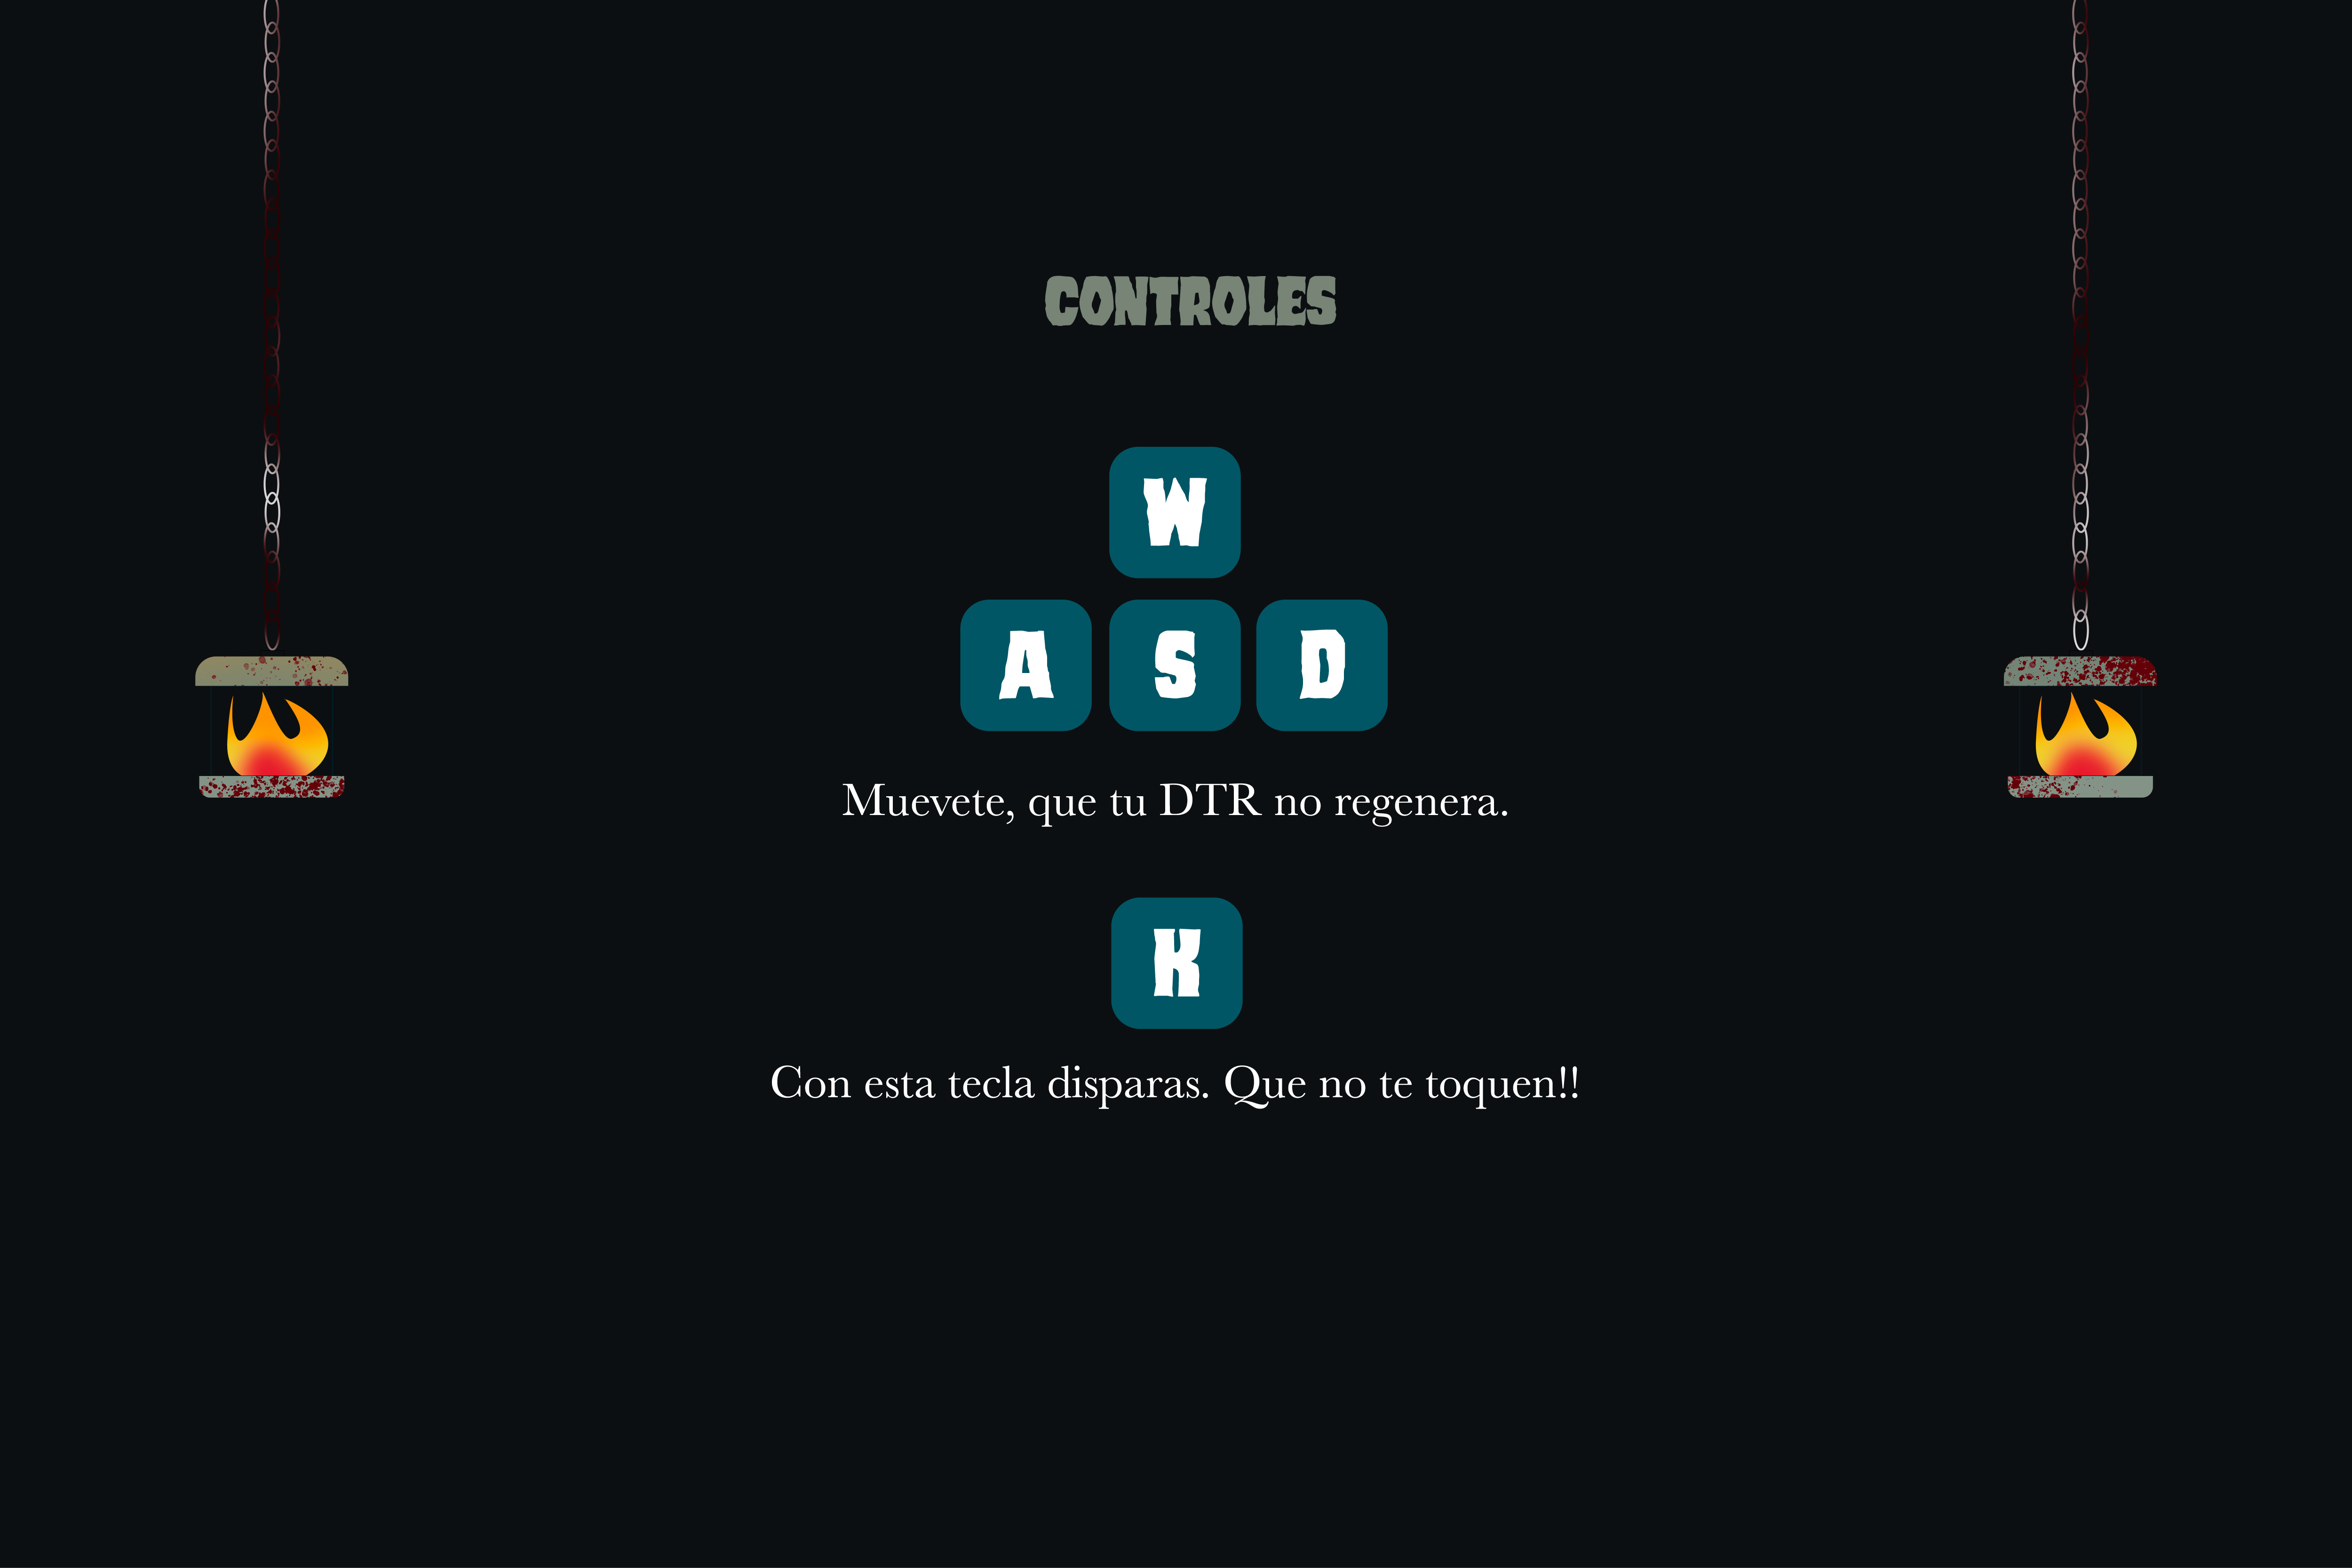 CONTROLES
W
A S D
Muevete, que tu DTR no regenera.
K
Con esta tecla disparas. Que no te toquen!!